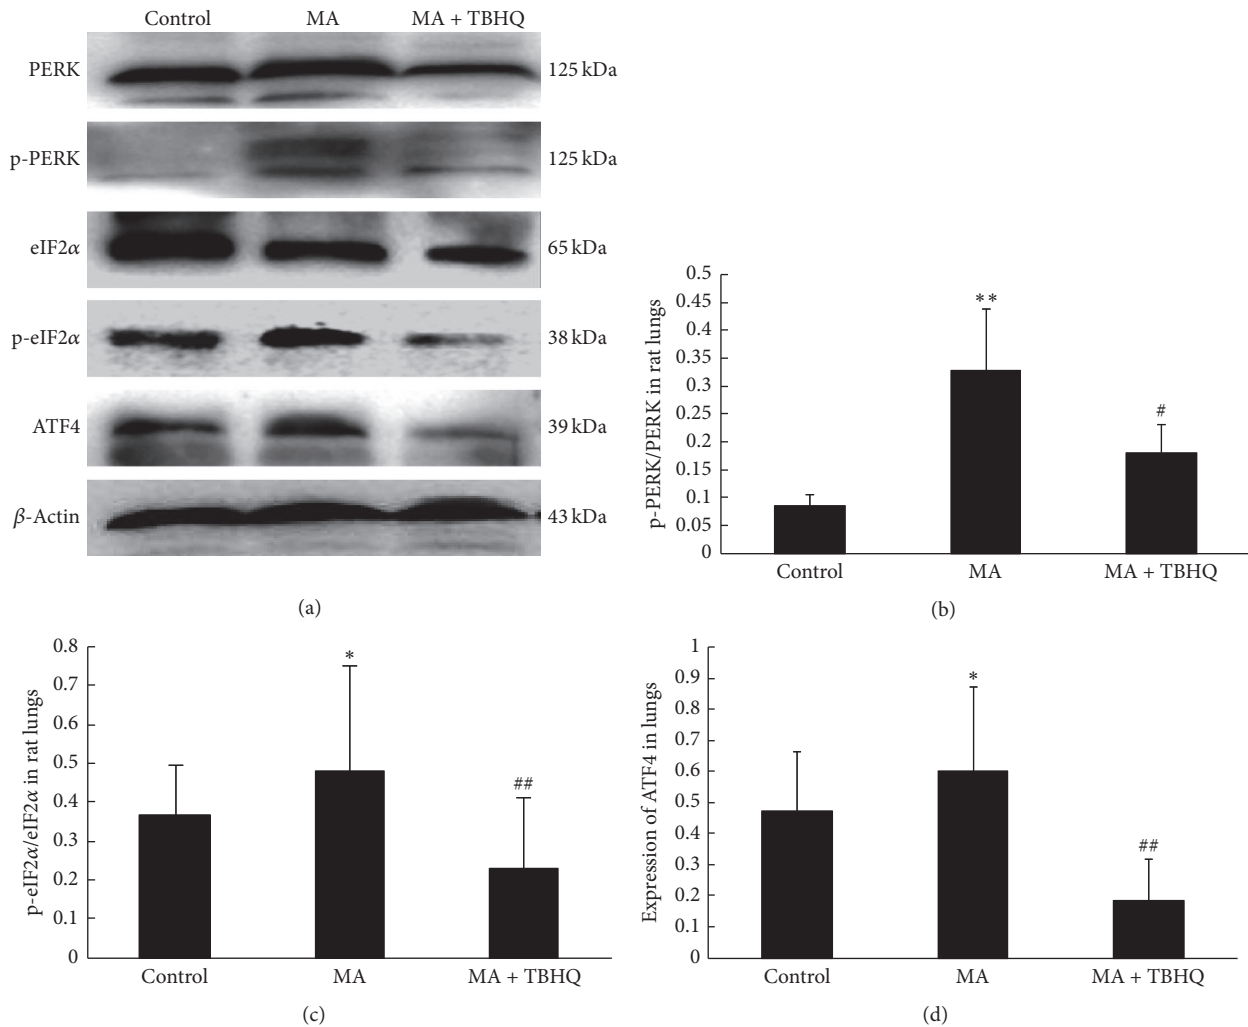 Control MA MA + TBHQ
PERK 125 kDa
p-PERK 125 kDa
eIF2α 65 kDa
p-eIF2α 38 kDa
ATF4 39 kDa
β-Actin 43 kDa
(a)
p-PERK/PERK in rat lungs
0.5
0.45
0.4
0.35
0.3
0.25
0.2
0.15
0.1
0.05
0
**
#
Control MA MA + TBHQ
(b)
p-eIF2α/eIF2α in rat lungs
0.8
0.7
0.6
0.5
0.4
0.3
0.2
0.1
0
*
##
Control MA MA + TBHQ
(c)
Expression of ATF4 in lungs
1
0.9
0.8
0.7
0.6
0.5
0.4
0.3
0.2
0.1
0
*
##
Control MA MA + TBHQ
(d)